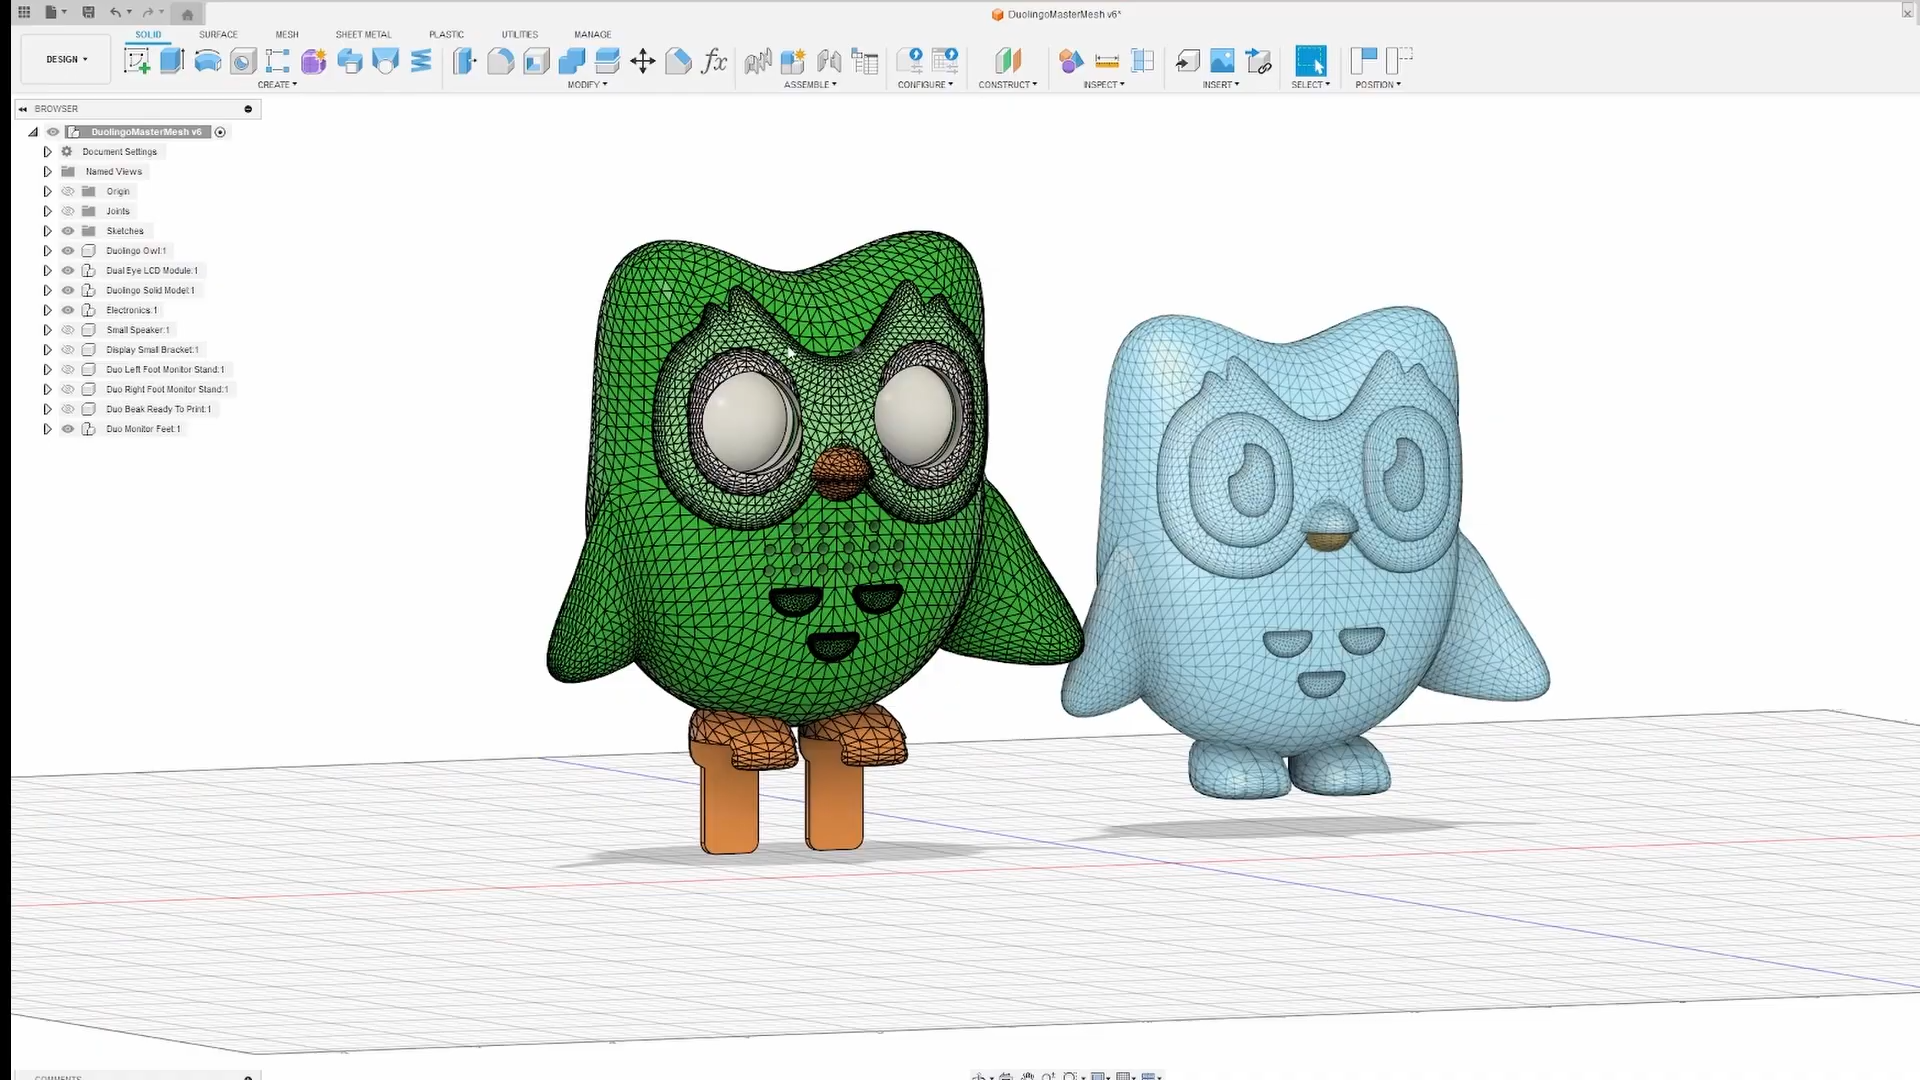 DuolingoMasterMesh v6*
SOLID SURFACE MESH SHEET METAL PLASTIC UTILITIES MANAGE
DESIGN
fx
CREATE MODIFY ASSEMBLE CONFIGURE CONSTRUCT INSPECT INSERT SELECT POSITION
BROWSER
DuolingoMasterMesh v6
Document Settings
Named Views
Origin
Joints
Sketches
Duolingo Owl:1
Dual Eye LCD Module:1
Duolingo Solid Model:1
Electronics:1
Small Speaker:1
Display Small Bracket:1
Duo Left Foot Monitor Stand:1
Duo Right Foot Monitor Stand:1
Duo Beak Ready To Print:1
Duo Monitor Feet:1
COMMENTS